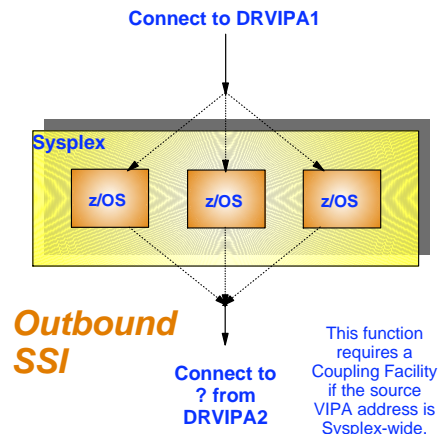 Connect to DRVIPA1
Sysplex
z/OS
z/OS
z/OS
Outbound
SSI
Connect to
? from
DRVIPA2
This function
requires a
Coupling Facility
if the source
VIPA address is
Sysplex-wide.